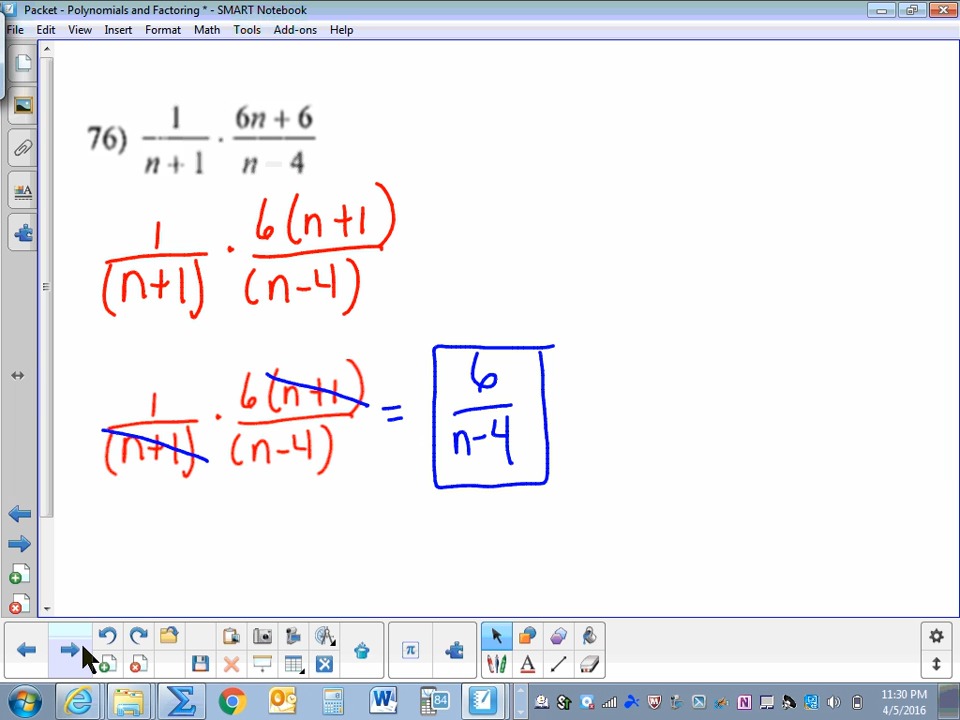 Packet - Polynomials and Factoring * - SMART Notebook
File Edit View Insert Format Math Tools Add-ons Help
76) 1/(n + 1) · (6n + 6)/(n - 4)
1/(n+1) · 6(n+1)/(n-4)
1/(n+1) · 6(n+1)/(n-4) = 6/(n-4)
π
A
84
11:30 PM
4/5/2016